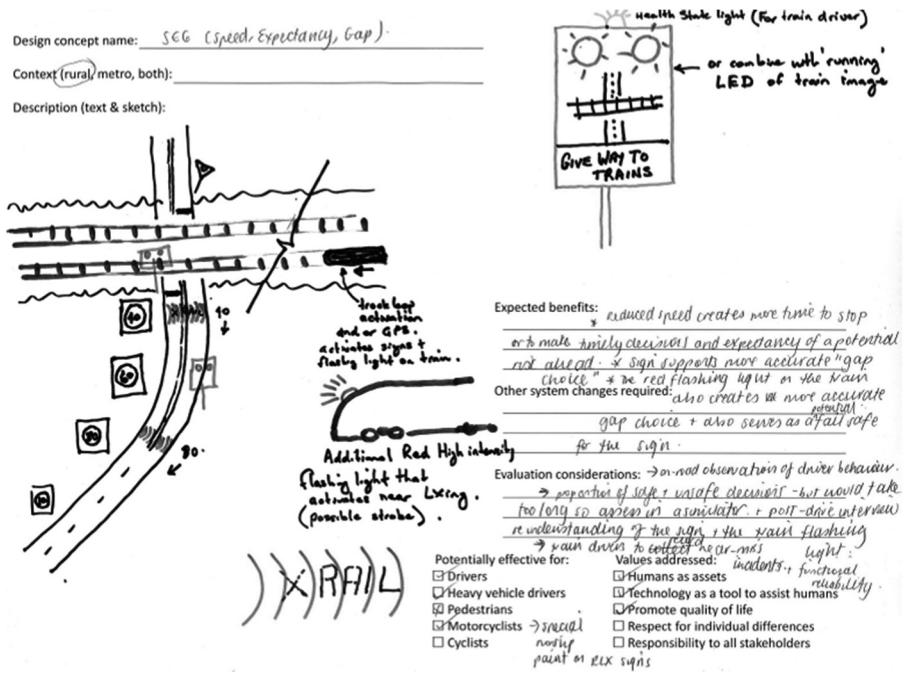 Design concept name: SEG (Speed, Expectancy, Gap).
Context (rural, metro, both):
Description (text & sketch):
Health State light (For train driver)
or combine with 'running'
LED of train image
GIVE WAY TO
TRAINS
40
40
60
80
80.
track loop
activation
and or GPS.
activates signs +
flashing light on train.
Additional Red High intensity
flashing light that
activates near Lxing.
(possible strobe).
X RAIL
Expected benefits: * reduced speed creates more time to stop
or to make timely decisions and expectancy of a potential
ahead. * sign supports more accurate "gap
choice" * The red flashing light on the train
Other system changes required: also creates more accurate
gap choice + also serves as a potential fail safe
for the sign.
Evaluation considerations: → on-road observation of driver behaviour.
→ proportion of safe + unsafe decisions - but would take
too long so assess in a simulator. + post-drive interview
re understanding of the sign + the train flashing
light.
→ train driver to record near-miss
incidents + functional
reliability.
Potentially effective for:
Drivers
Heavy vehicle drivers
Pedestrians
Motorcyclists → special
paint on RLX signs
Cyclists
Values addressed:
Humans as assets
Technology as a tool to assist humans
Promote quality of life
Respect for individual differences
Responsibility to all stakeholders